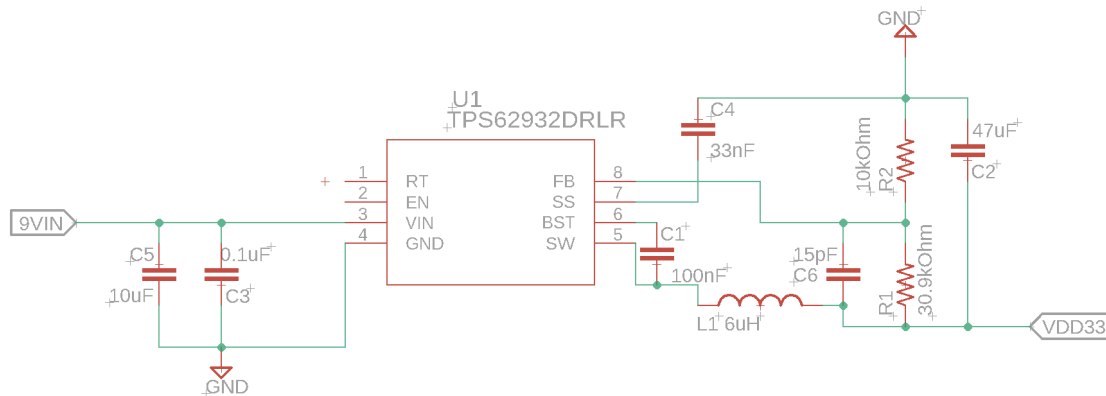 GND
U1
TPS62932DRLR
C4
33nF
10kOhm
R2
47uF
C2
1 RT FB 8
2 EN SS 7
3 VIN BST 6
4 GND SW 5
9VIN
C5
10uF
0.1uF
C3
C1
100nF
15pF
C6
R1
30.9kOhm
L1 6uH
VDD33
GND